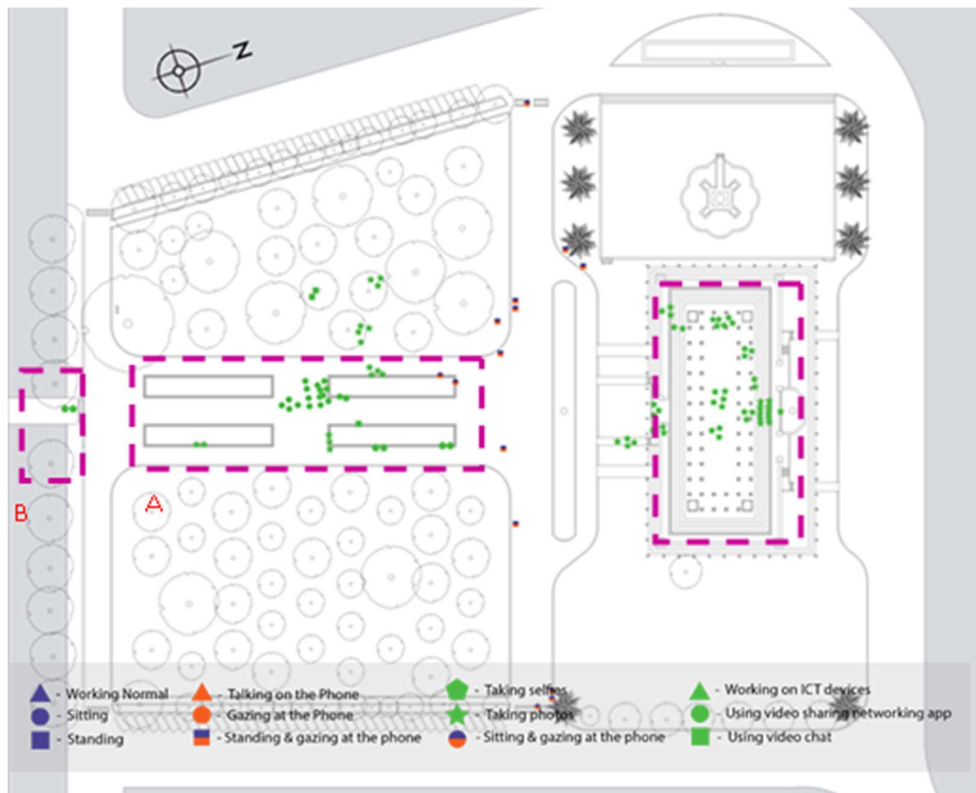 N
A
B
- Working Normal
- Talking on the Phone
- Taking selfies
- Working on ICT devices
- Sitting
- Gazing at the Phone
- Taking photos
- Using video sharing networking app
- Standing
- Standing & gazing at the phone
- Sitting & gazing at the phone
- Using video chat